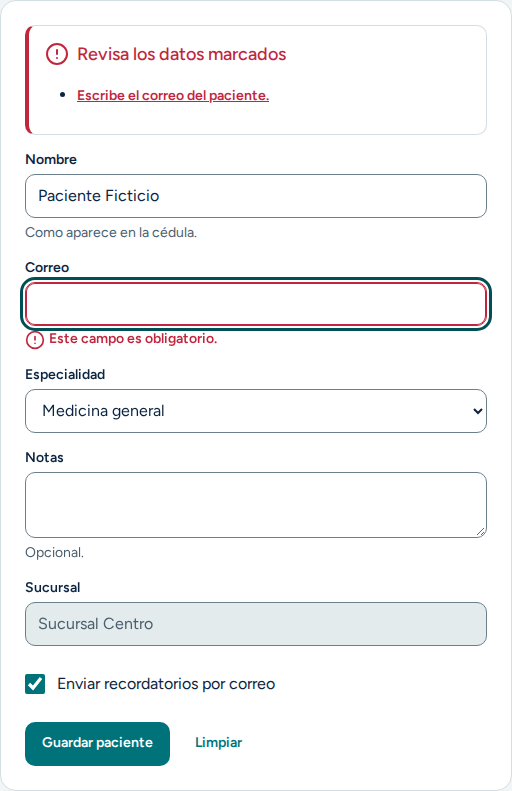 Revisa los datos marcados
Escribe el correo del paciente.
Nombre
Paciente Ficticio
Como aparece en la cédula.
Correo
Este campo es obligatorio.
Especialidad
Medicina general
Notas
Opcional.
Sucursal
Sucursal Centro
Enviar recordatorios por correo
Guardar paciente
Limpiar